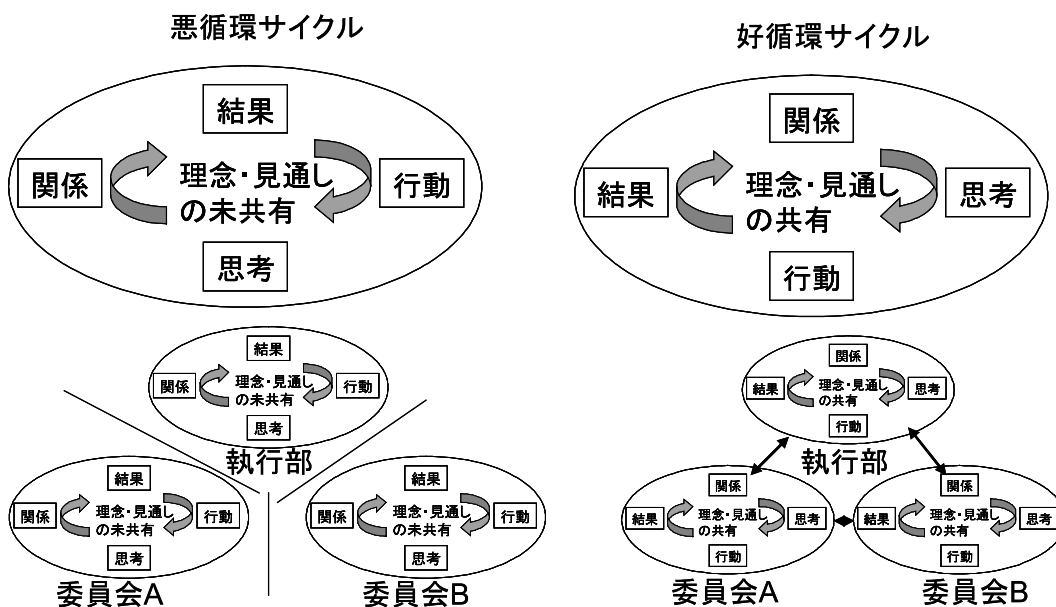 悪循環サイクル
結果
関係
理念・見通し
の未共有
行動
思考
好循環サイクル
関係
結果
理念・見通し
の共有
思考
行動
結果
関係
理念・見通し
の未共有
行動
思考
執行部
結果
関係
理念・見通し
の未共有
行動
思考
委員会A
結果
関係
理念・見通し
の未共有
行動
思考
委員会B
関係
結果
理念・見通し
の共有
思考
行動
執行部
関係
結果
理念・見通し
の共有
思考
行動
委員会A
関係
結果
理念・見通し
の共有
思考
行動
委員会B